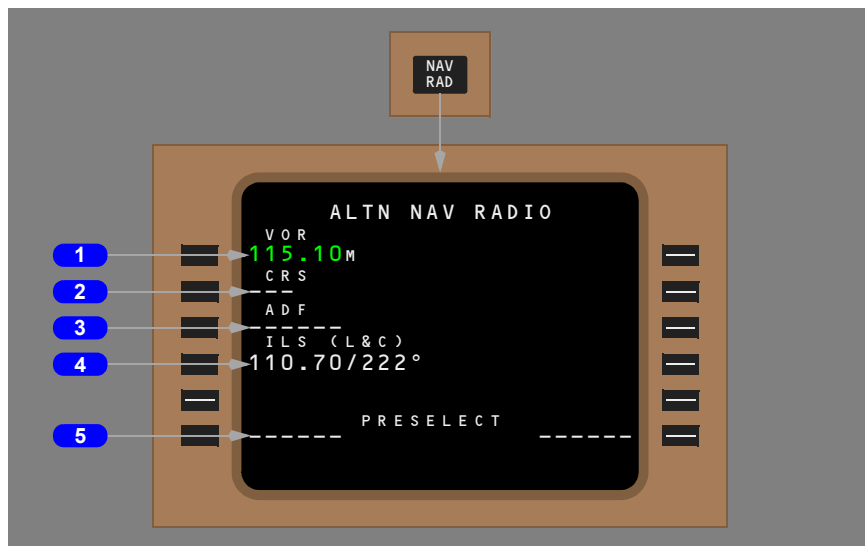 NAV
RAD
ALTN NAV RADIO
VOR
1 115.10M
CRS
2 ---
ADF
3 ------
ILS (L&C)
4 110.70/222°
PRESELECT
5 ------ ------